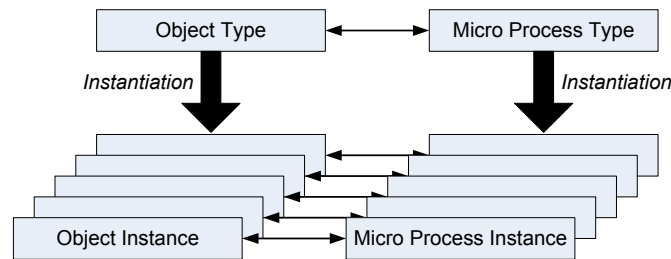 Object Type
Micro Process Type
Instantiation
Instantiation
Object Instance
Micro Process Instance